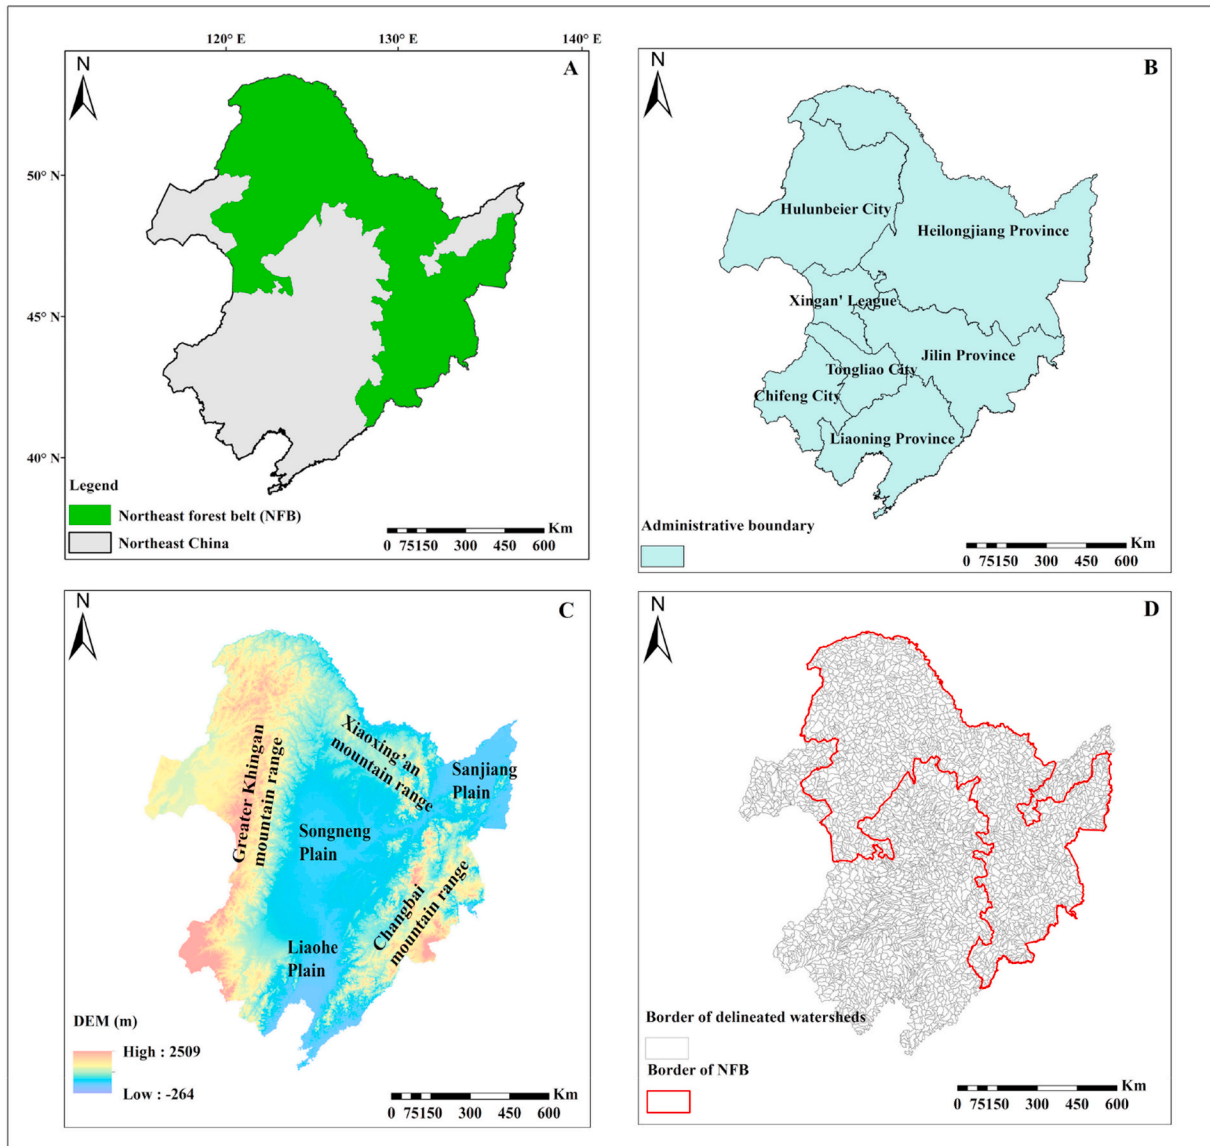 120° E
130° E
140° E
50° N
45° N
40° N
N
A
Legend
Northeast forest belt (NFB)
Northeast China
Km
0 75150 300 450 600
N
B
Hulunbeier City
Heilongjiang Province
Xingan' League
Jilin Province
Tongliao City
Chifeng City
Liaoning Province
Administrative boundary
Km
0 75150 300 450 600
N
C
Greater Khingan
mountain range
Xiaoxing'an
mountain range
Sanjiang
Plain
Songneng
Plain
Changbai
mountain range
Liaohe
Plain
DEM (m)
High : 2509
Low : -264
Km
0 75150 300 450 600
N
D
Border of delineated watersheds
Border of NFB
Km
0 75150 300 450 600